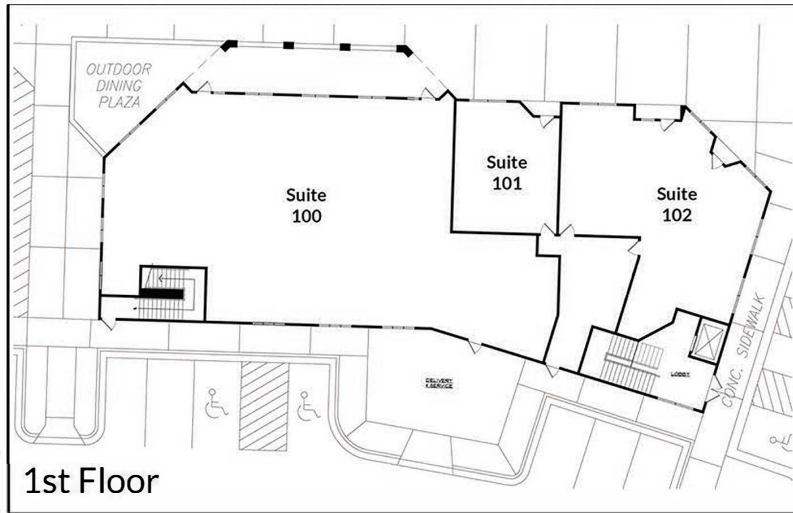 OUTDOOR
DINING
PLAZA
Suite
100
Suite
101
Suite
102
CONC. SIDEWALK
LOBBY
DELIVERY
& SERVICE
1st Floor